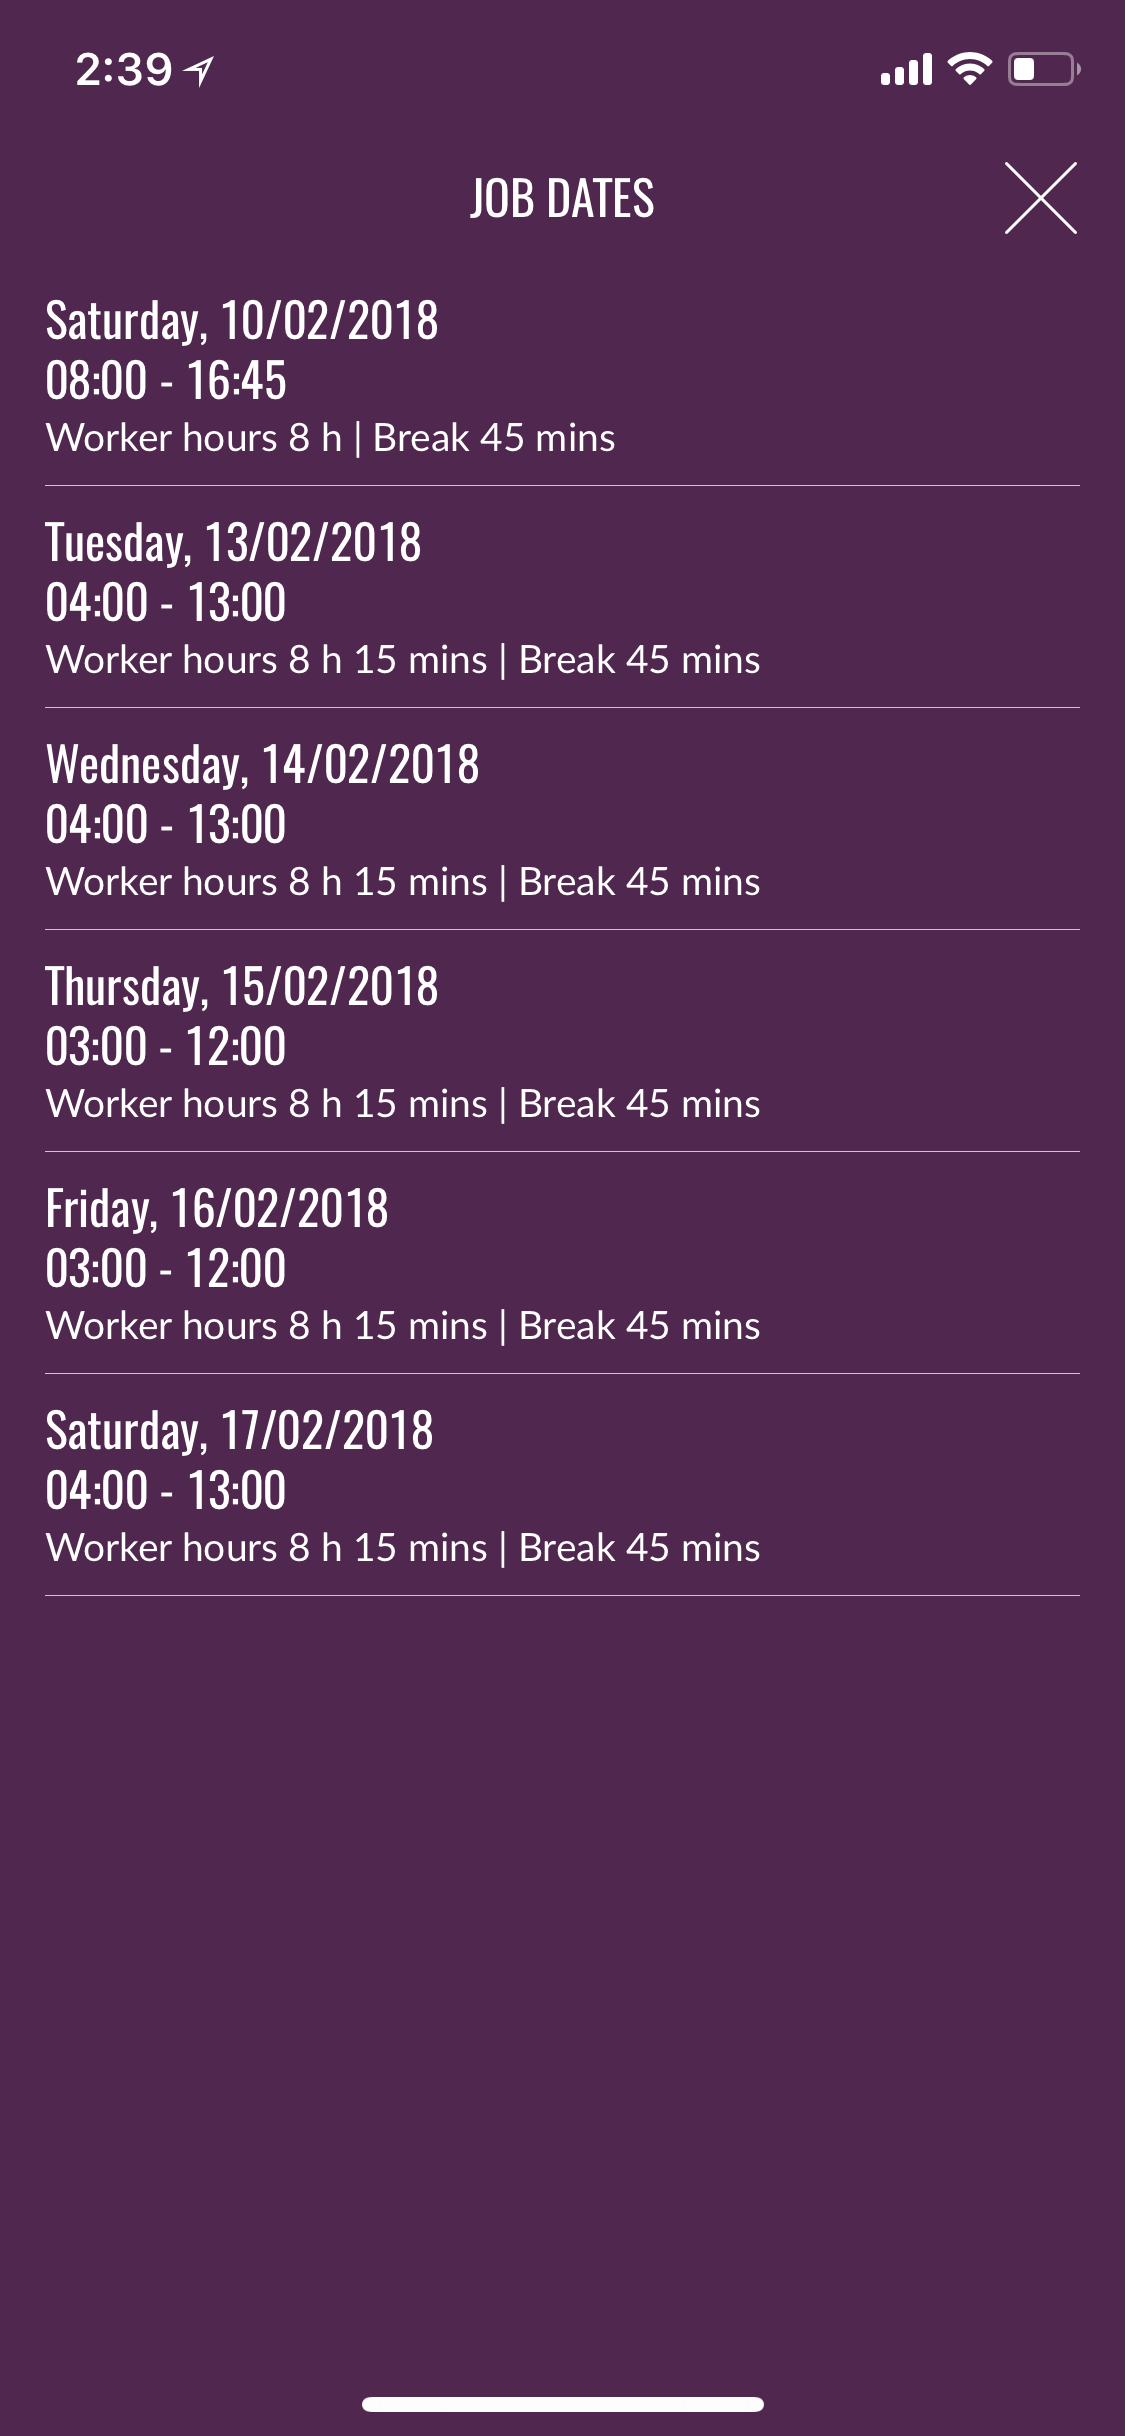 2:39
JOB DATES
Saturday, 10/02/2018
08:00 - 16:45
Worker hours 8 h | Break 45 mins
Tuesday, 13/02/2018
04:00 - 13:00
Worker hours 8 h 15 mins | Break 45 mins
Wednesday, 14/02/2018
04:00 - 13:00
Worker hours 8 h 15 mins | Break 45 mins
Thursday, 15/02/2018
03:00 - 12:00
Worker hours 8 h 15 mins | Break 45 mins
Friday, 16/02/2018
03:00 - 12:00
Worker hours 8 h 15 mins | Break 45 mins
Saturday, 17/02/2018
04:00 - 13:00
Worker hours 8 h 15 mins | Break 45 mins